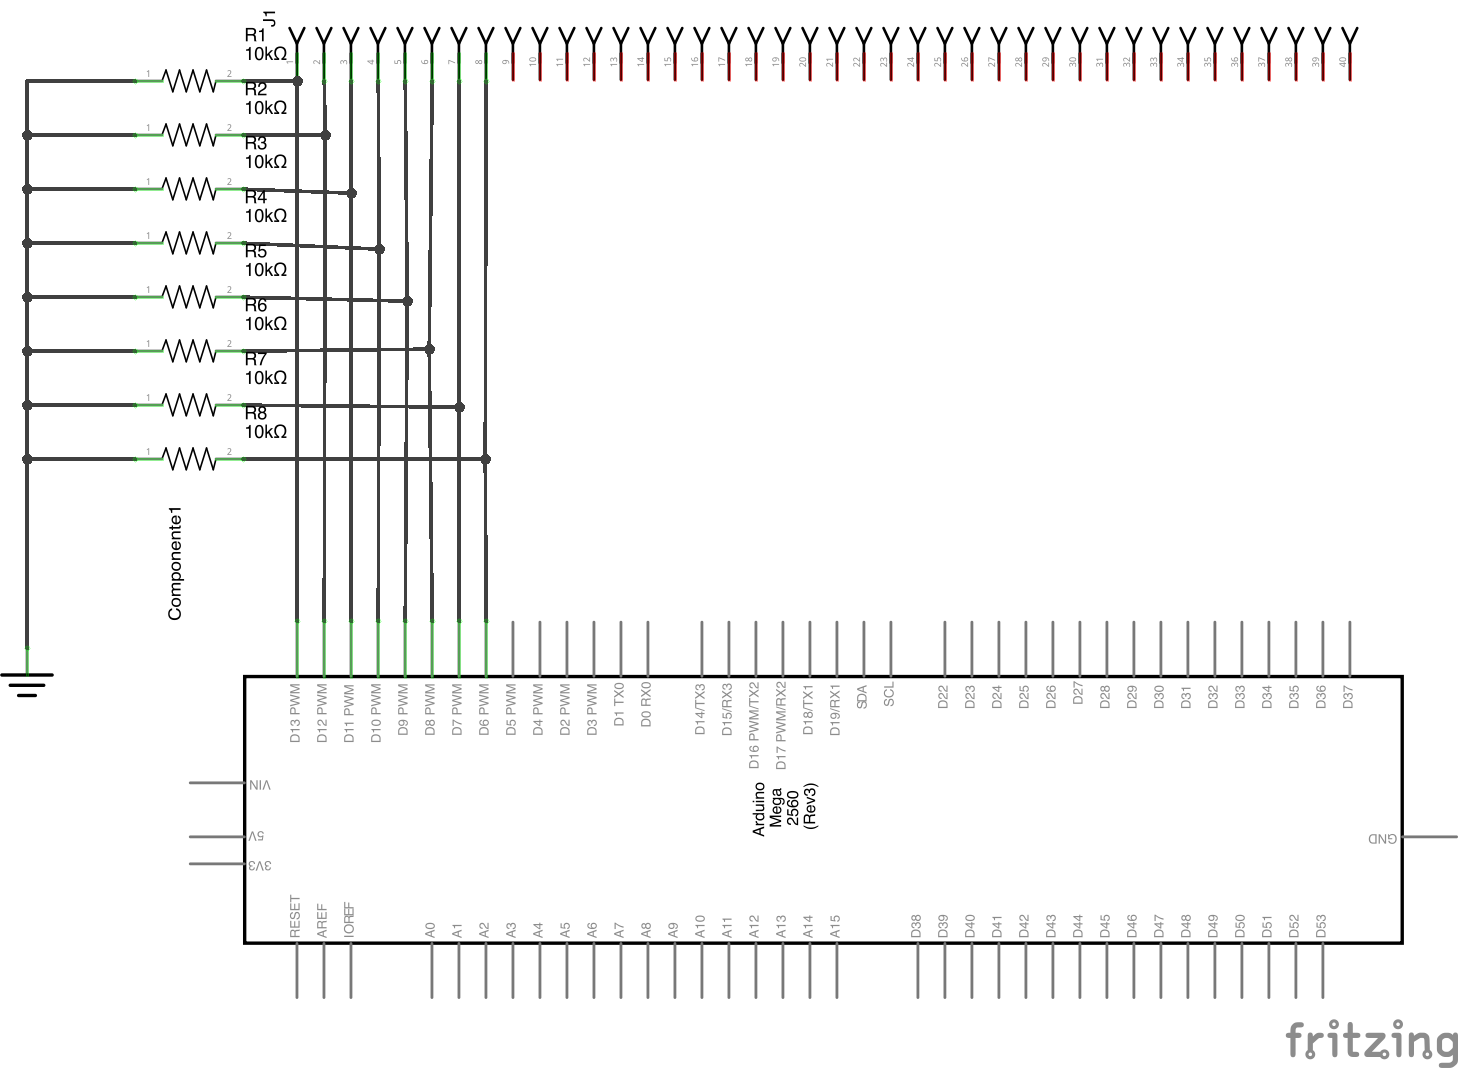 J1
1
2
3
4
5
6
7
8
9
10
11
12
13
14
15
16
17
18
19
20
21
22
23
24
25
26
27
28
29
30
31
32
33
34
35
36
37
38
39
40
R1
10kΩ
1
2
R2
10kΩ
1
2
R3
10kΩ
1
2
R4
10kΩ
1
2
R5
10kΩ
1
2
R6
10kΩ
1
2
R7
10kΩ
1
2
R8
10kΩ
1
2
Componente1
D13 PWM
D12 PWM
D11 PWM
D10 PWM
D9 PWM
D8 PWM
D7 PWM
D6 PWM
D5 PWM
D4 PWM
D2 PWM
D3 PWM
D1 TX0
D0 RX0
D14/TX3
D15/RX3
D16 PWM/TX2
D17 PWM/RX2
D18/TX1
D19/RX1
SDA
SCL
D22
D23
D24
D25
D26
D27
D28
D29
D30
D31
D32
D33
D34
D35
D36
D37
VIN
5V
3V3
Arduino
Mega
2560
(Rev3)
GND
RESET
AREF
IOREF
A0
A1
A2
A3
A4
A5
A6
A7
A8
A9
A10
A11
A12
A13
A14
A15
D38
D39
D40
D41
D42
D43
D44
D45
D46
D47
D48
D49
D50
D51
D52
D53
fritzing